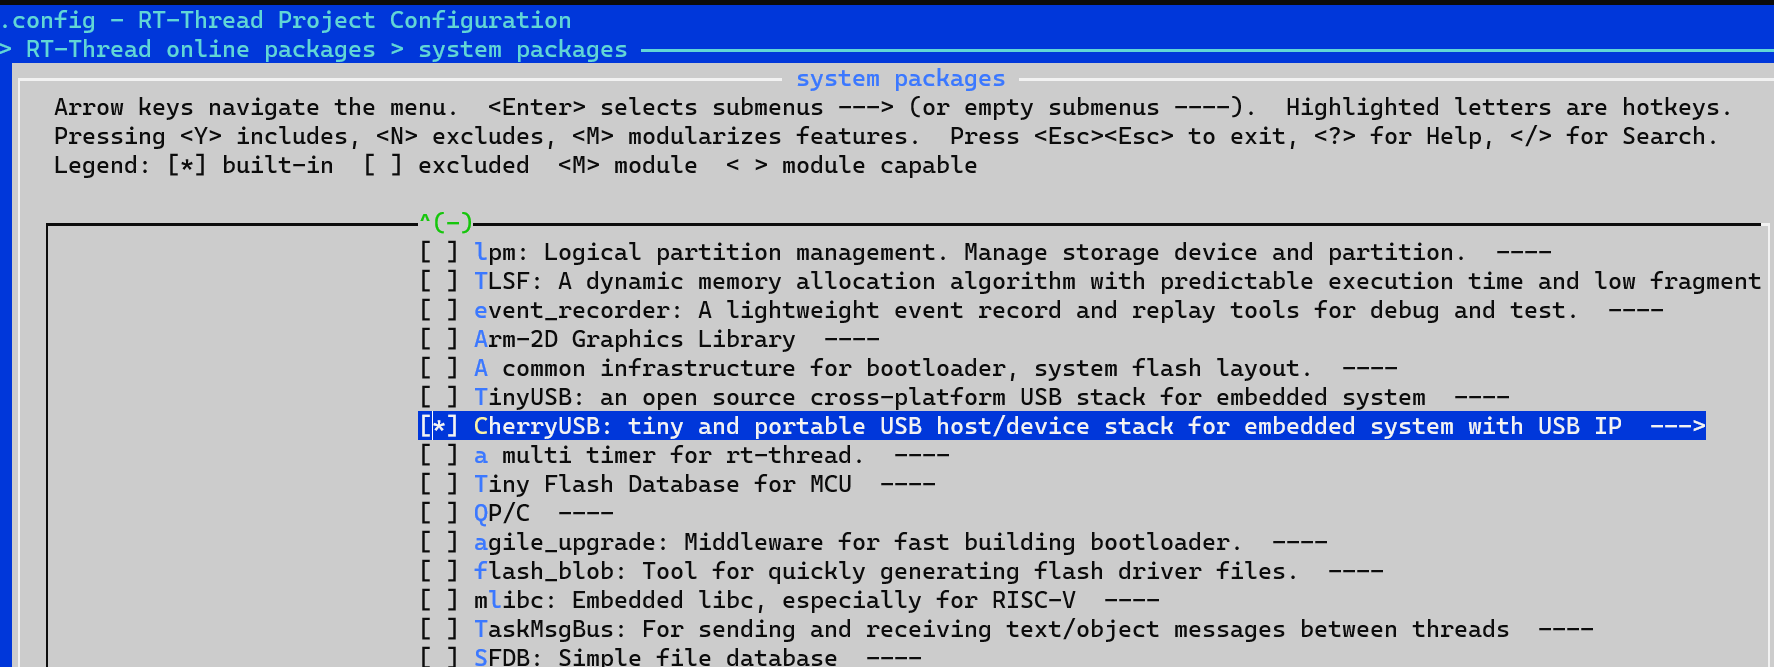 .config - RT-Thread Project Configuration
> RT-Thread online packages > system packages
system packages
Arrow keys navigate the menu.  <Enter> selects submenus ---> (or empty submenus ----).  Highlighted letters are hotkeys.
Pressing <Y> includes, <N> excludes, <M> modularizes features.  Press <Esc><Esc> to exit, <?> for Help, </> for Search.
Legend: [*] built-in  [ ] excluded  <M> module  < > module capable
^(-)
[ ] lpm: Logical partition management. Manage storage device and partition.  ----
[ ] TLSF: A dynamic memory allocation algorithm with predictable execution time and low fragment
[ ] event_recorder: A lightweight event record and replay tools for debug and test.  ----
[ ] Arm-2D Graphics Library  ----
[ ] A common infrastructure for bootloader, system flash layout.  ----
[ ] TinyUSB: an open source cross-platform USB stack for embedded system  ----
[*] CherryUSB: tiny and portable USB host/device stack for embedded system with USB IP  --->
[ ] a multi timer for rt-thread.  ----
[ ] Tiny Flash Database for MCU  ----
[ ] QP/C  ----
[ ] agile_upgrade: Middleware for fast building bootloader.  ----
[ ] flash_blob: Tool for quickly generating flash driver files.  ----
[ ] mlibc: Embedded libc, especially for RISC-V  ----
[ ] TaskMsgBus: For sending and receiving text/object messages between threads  ----
[ ] SFDB: Simple file database  ----